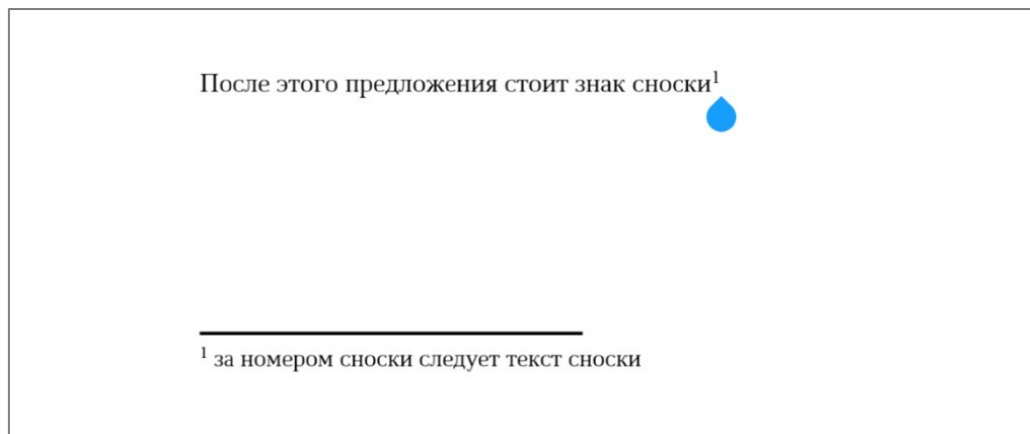 После этого предложения стоит знак сноски¹
¹ за номером сноски следует текст сноски